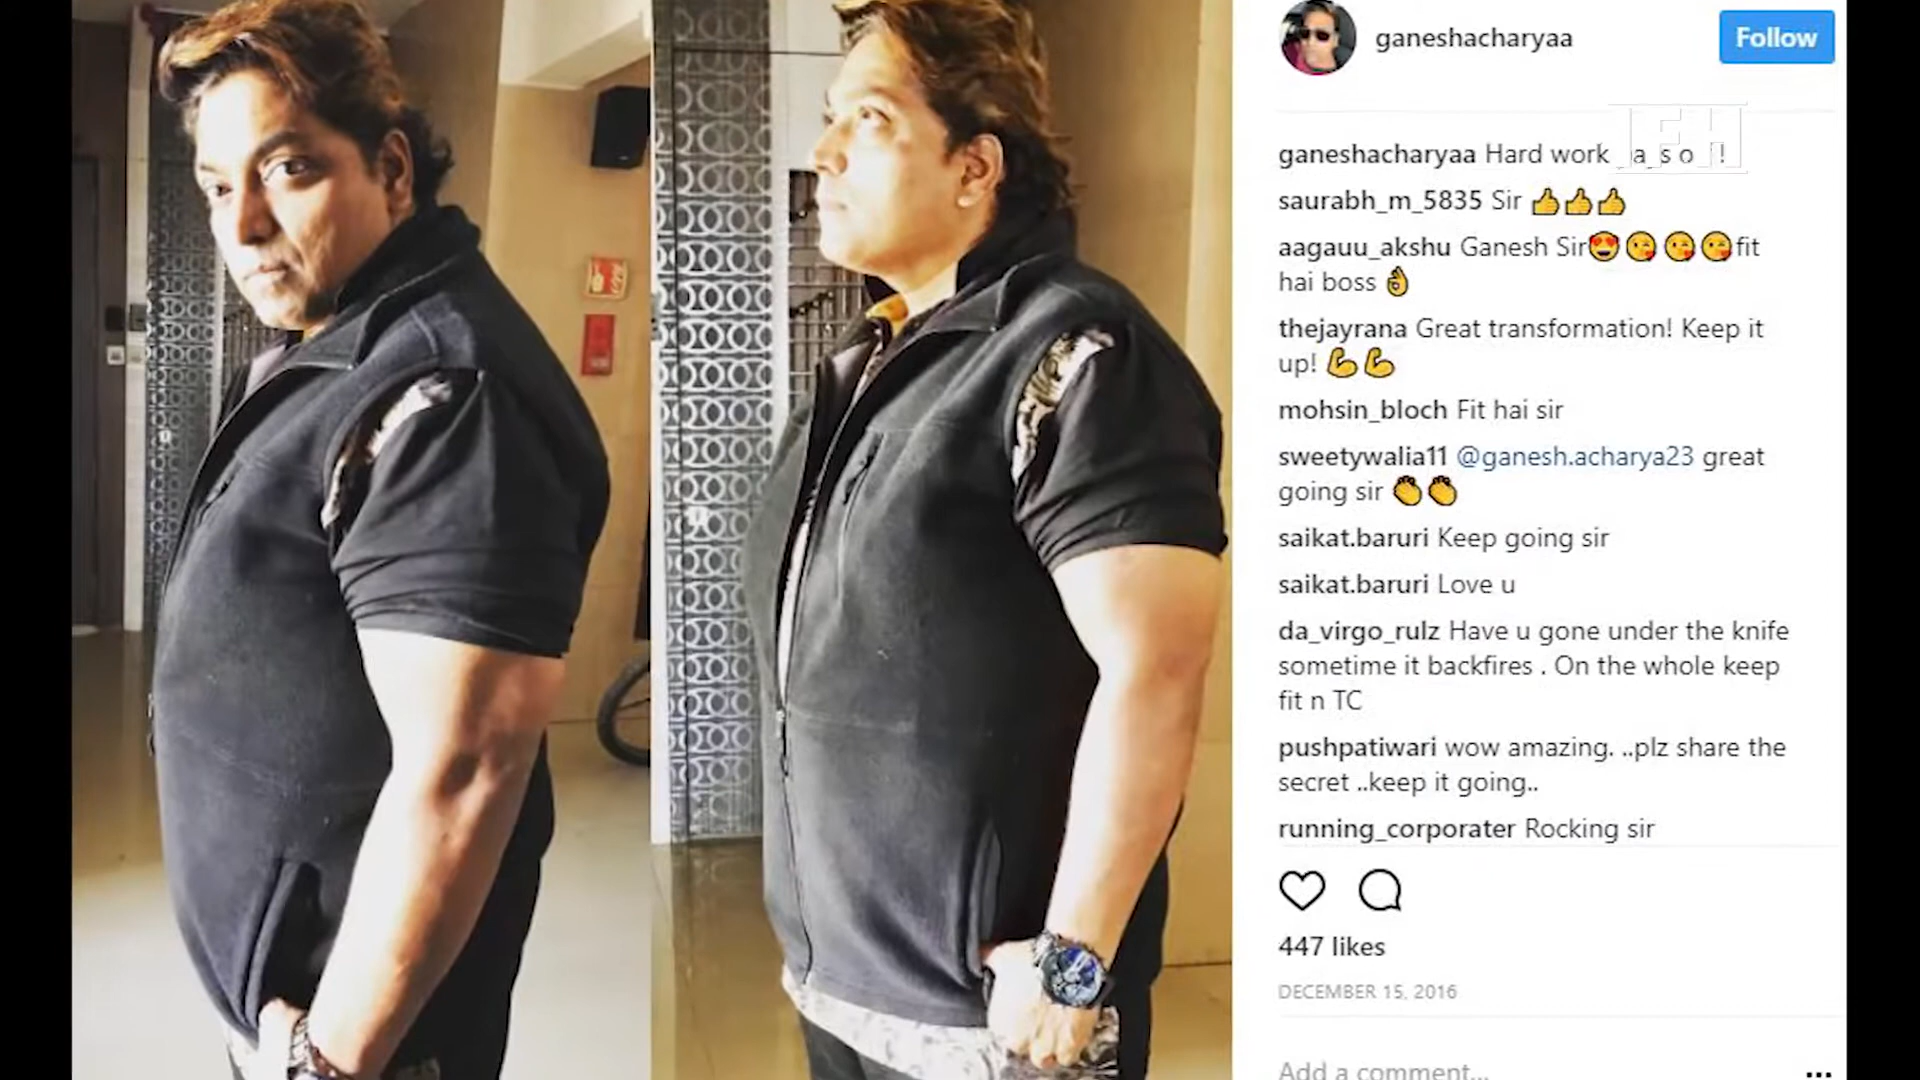 ganeshacharyaa
Follow
FH
ganeshacharyaa Hard work pays off!
saurabh_m_5835 Sir 👍👍👍
aagauu_akshu Ganesh Sir😍😘😘😘fit
hai boss 👌
thejayrana Great transformation! Keep it
up! 💪💪
mohsin_bloch Fit hai sir
sweetywalia11 @ganesh.acharya23 great
going sir 👏👏
saikat.baruri Keep going sir
saikat.baruri Love u
da_virgo_rulz Have u gone under the knife
sometime it backfires . On the whole keep
fit n TC
pushpatiwari wow amazing. ..plz share the
secret ..keep it going..
running_corporater Rocking sir
447 likes
DECEMBER 15, 2016
Add a comment...